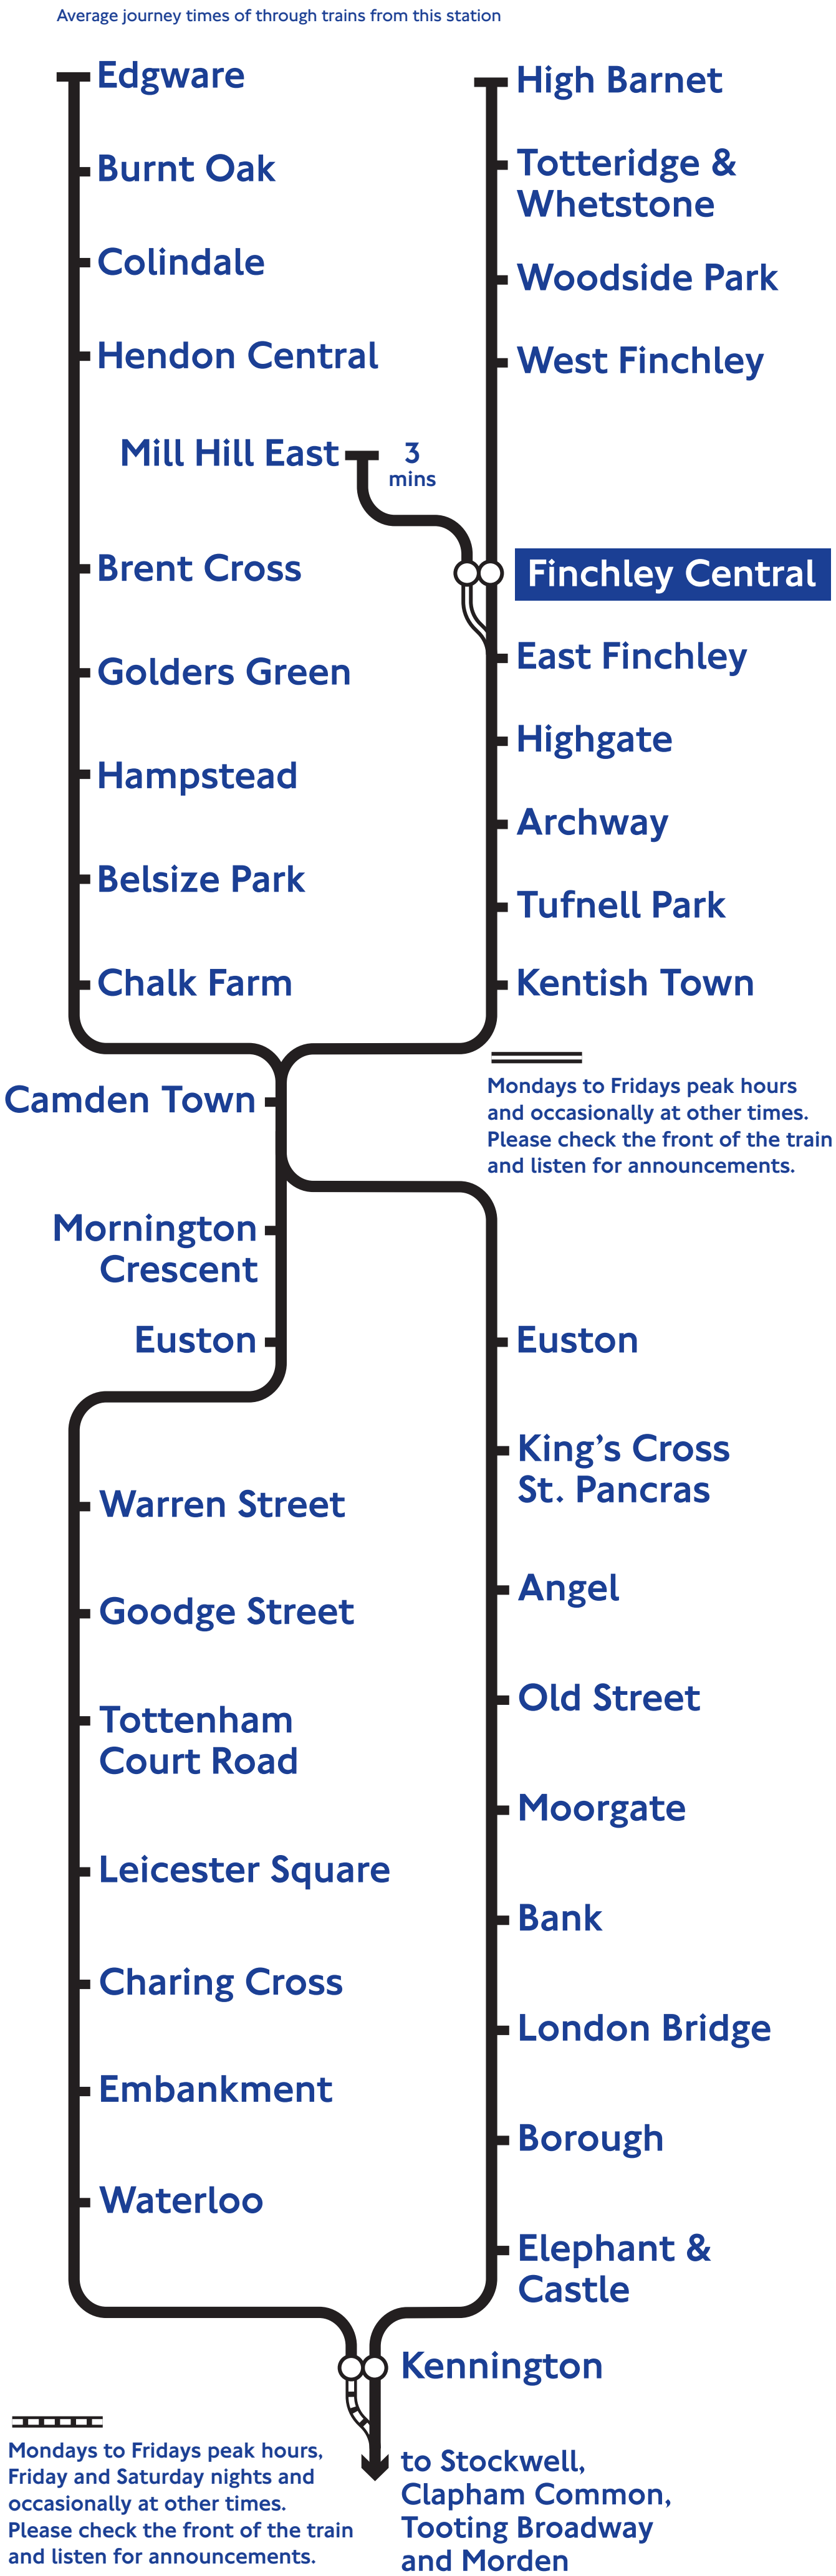 Average journey times of through trains from this station
Edgware
Burnt Oak
Colindale
Hendon Central
Mill Hill East
3
mins
Brent Cross
Golders Green
Hampstead
Belsize Park
Chalk Farm
High Barnet
Totteridge &
Whetstone
Woodside Park
West Finchley
Finchley Central
East Finchley
Highgate
Archway
Tufnell Park
Kentish Town
Mondays to Fridays peak hours
and occasionally at other times.
Please check the front of the train
and listen for announcements.
Camden Town
Mornington
Crescent
Euston
Warren Street
Goodge Street
Tottenham
Court Road
Leicester Square
Charing Cross
Embankment
Waterloo
Euston
King’s Cross
St. Pancras
Angel
Old Street
Moorgate
Bank
London Bridge
Borough
Elephant &
Castle
Kennington
Mondays to Fridays peak hours,
Friday and Saturday nights and
occasionally at other times.
Please check the front of the train
and listen for announcements.
to Stockwell,
Clapham Common,
Tooting Broadway
and Morden